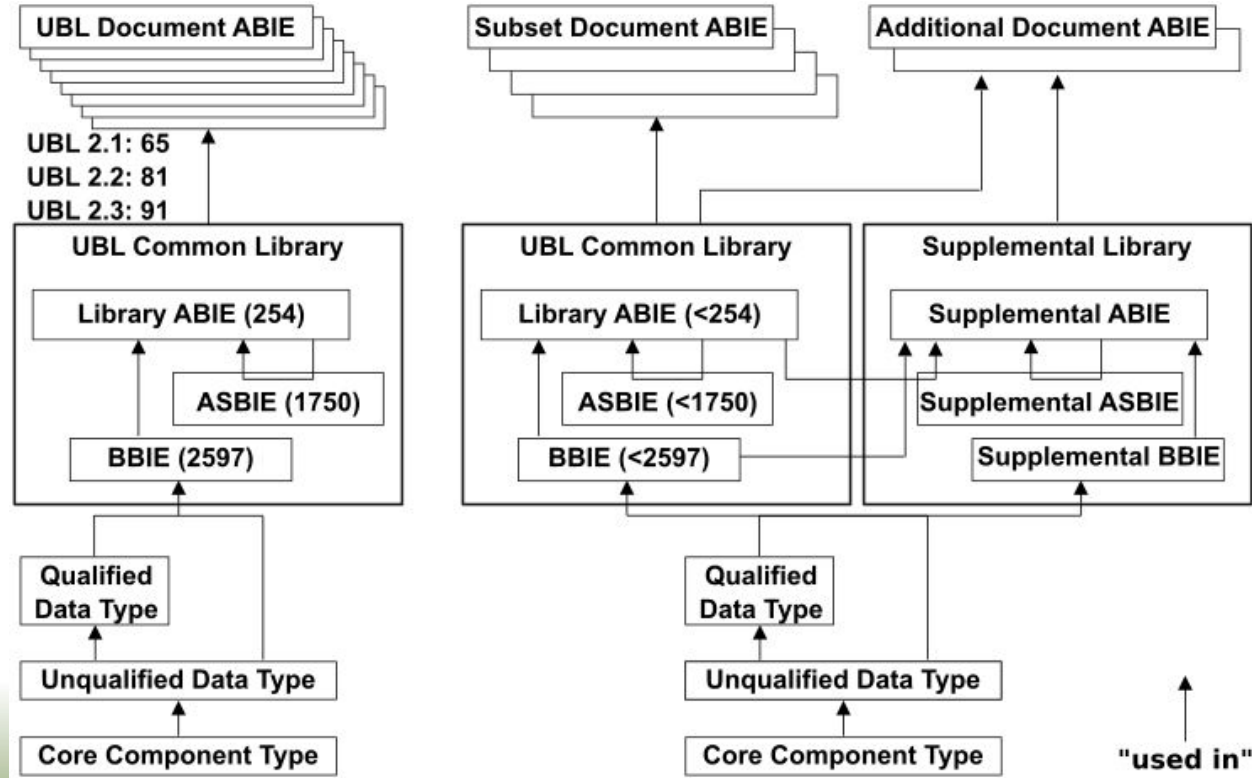 UBL Document ABIE
Subset Document ABIE
Additional Document ABIE
UBL 2.1: 65
UBL 2.2: 81
UBL 2.3: 91
UBL Common Library
Library ABIE (254)
ASBIE (1750)
BBIE (2597)
Qualified
Data Type
Unqualified Data Type
Core Component Type
UBL Common Library
Library ABIE (<254)
ASBIE (<1750)
BBIE (<2597)
Supplemental Library
Supplemental ABIE
Supplemental ASBIE
Supplemental BBIE
Qualified
Data Type
Unqualified Data Type
Core Component Type
"used in"